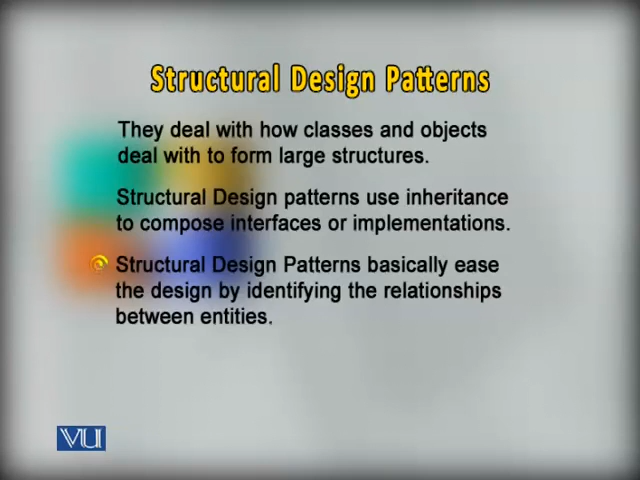 Structural Design Patterns
They deal with how classes and objects
deal with to form large structures.
Structural Design patterns use inheritance
to compose interfaces or implementations.
Structural Design Patterns basically ease
the design by identifying the relationships
between entities.
VU